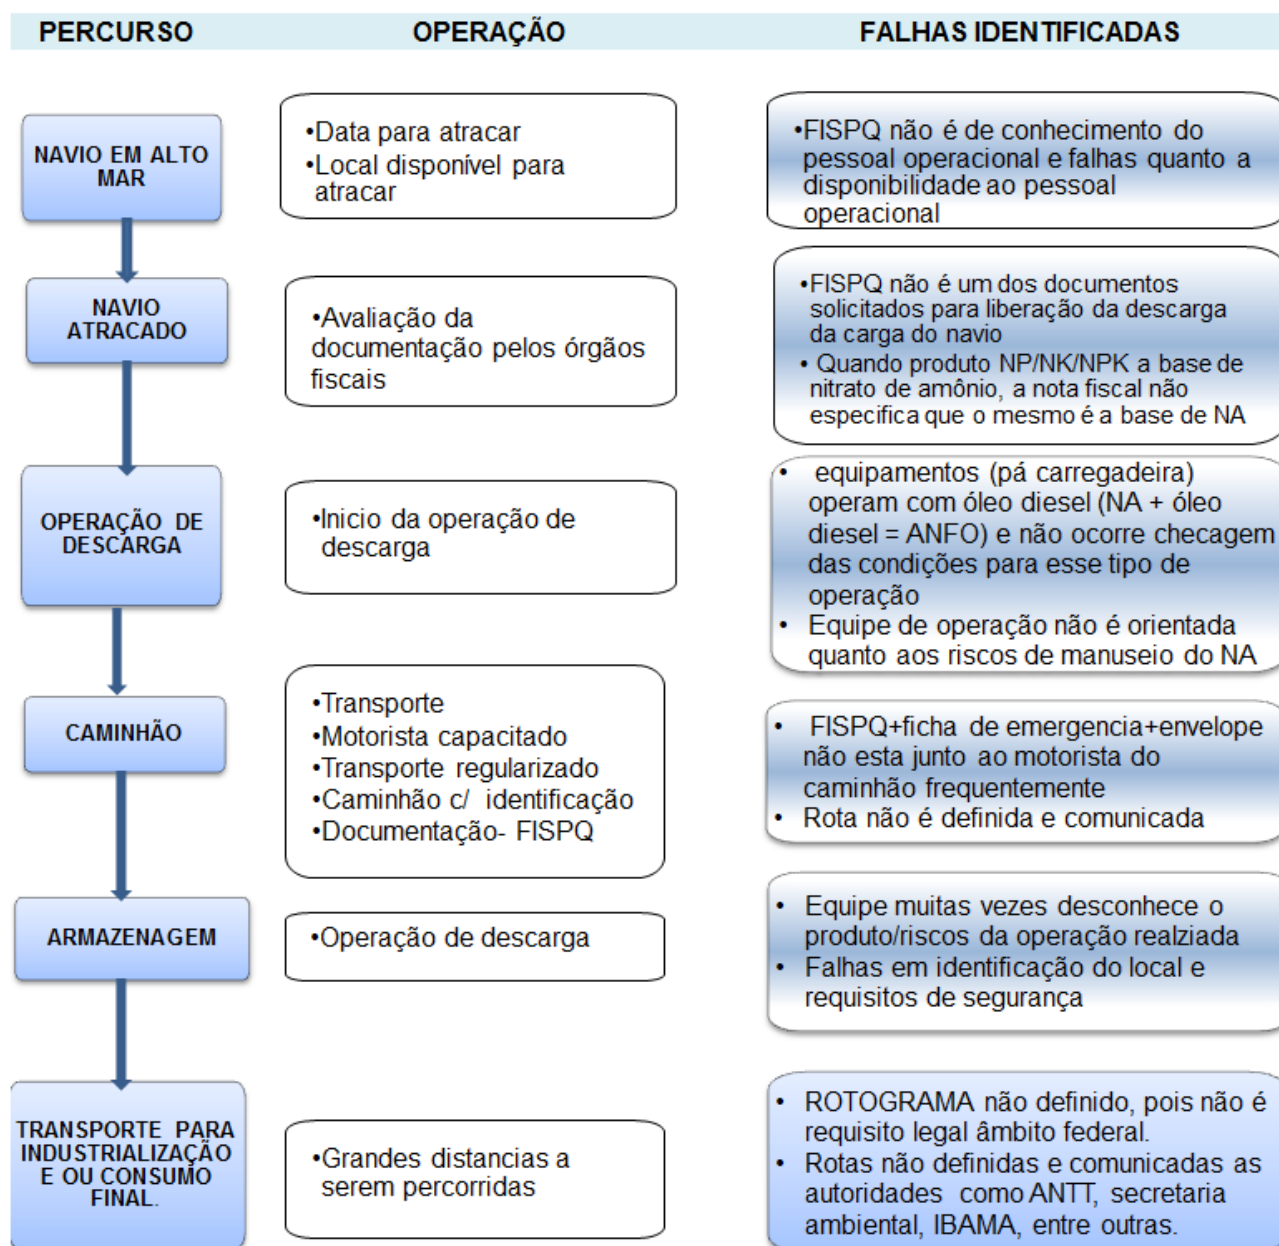 PERCURSO OPERAÇÃO FALHAS IDENTIFICADAS
NAVIO EM ALTO
MAR
•Data para atracar
•Local disponível para
atracar
•FISPQ não é de conhecimento do
pessoal operacional e falhas quanto a
disponibilidade ao pessoal
operacional
NAVIO
ATRACADO
•Avaliação da
documentação pelos órgãos
fiscais
•FISPQ não é um dos documentos
solicitados para liberação da descarga
da carga do navio
• Quando produto NP/NK/NPK a base de
nitrato de amônio, a nota fiscal não
especifica que o mesmo é a base de NA
OPERAÇÃO DE
DESCARGA
•Inicio da operação de
descarga
• equipamentos (pá carregadeira)
operam com óleo diesel (NA + óleo
diesel = ANFO) e não ocorre checagem
das condições para esse tipo de
operação
• Equipe de operação não é orientada
quanto aos riscos de manuseio do NA
CAMINHÃO
•Transporte
•Motorista capacitado
•Transporte regularizado
•Caminhão c/ identificação
•Documentação- FISPQ
• FISPQ+ficha de emergencia+envelope
não esta junto ao motorista do
caminhão frequentemente
• Rota não é definida e comunicada
ARMAZENAGEM
•Operação de descarga
• Equipe muitas vezes desconhece o
produto/riscos da operação realziada
• Falhas em identificação do local e
requisitos de segurança
TRANSPORTE PARA
INDUSTRIALIZAÇÃO
E OU CONSUMO
FINAL.
•Grandes distancias a
serem percorridas
• ROTOGRAMA não definido, pois não é
requisito legal âmbito federal.
• Rotas não definidas e comunicadas as
autoridades como ANTT, secretaria
ambiental, IBAMA, entre outras.